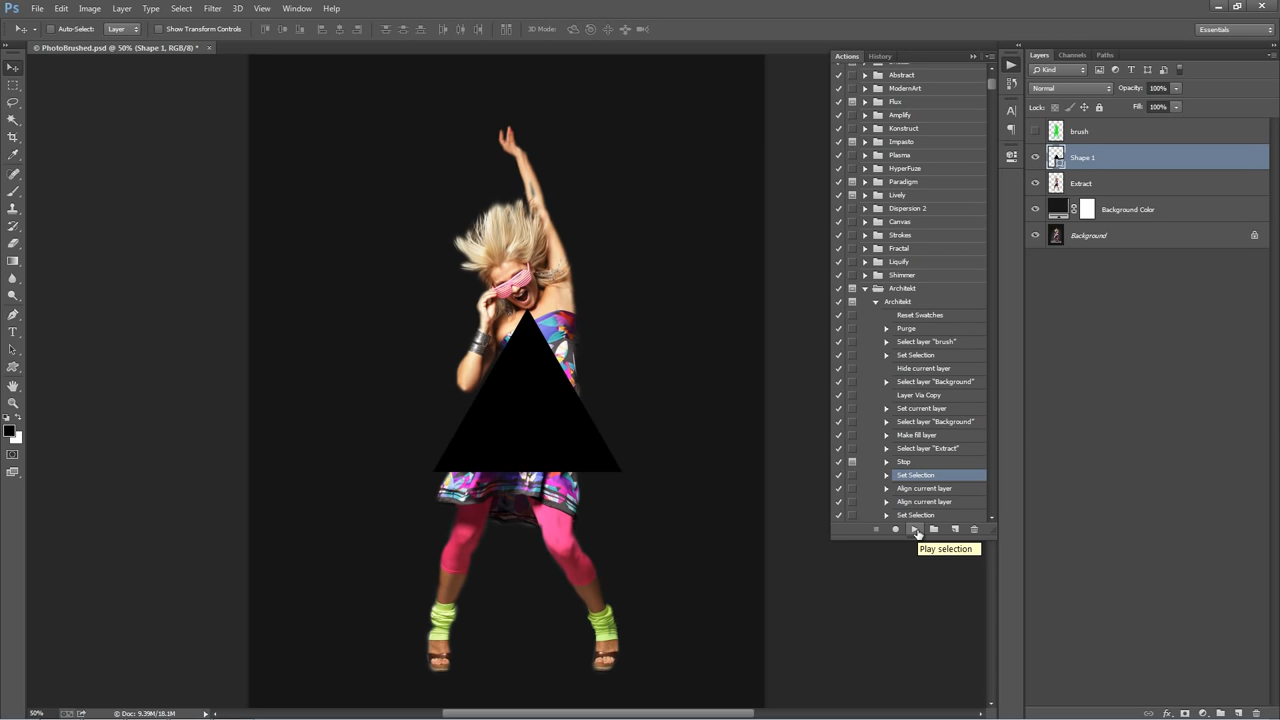 Ps File Edit Image Layer Type Select Filter 3D View Window Help
Auto-Select: Layer Show Transform Controls 3D Mode: Essentials
© PhotoBrushed.psd @ 50% (Shape 1, RGB/8) * ×
Actions History
Abstract
ModernArt
Flux
Amplify
Konstruct
Impasto
Plasma
HyperFuze
Paradigm
Lively
Dispersion 2
Canvas
Strokes
Fractal
Liquify
Shimmer
Architekt
Architekt
Reset Swatches
Purge
Select layer "brush"
Set Selection
Hide current layer
Select layer "Background"
Layer Via Copy
Set current layer
Select layer "Background"
Make fill layer
Select layer "Extract"
Stop
Set Selection
Align current layer
Align current layer
Set Selection
Play selection
Layers Channels Paths
Kind
Normal Opacity: 100%
Lock: Fill: 100%
brush
Shape 1
Extract
Background Color
Background
50% Doc: 9.39M/18.1M